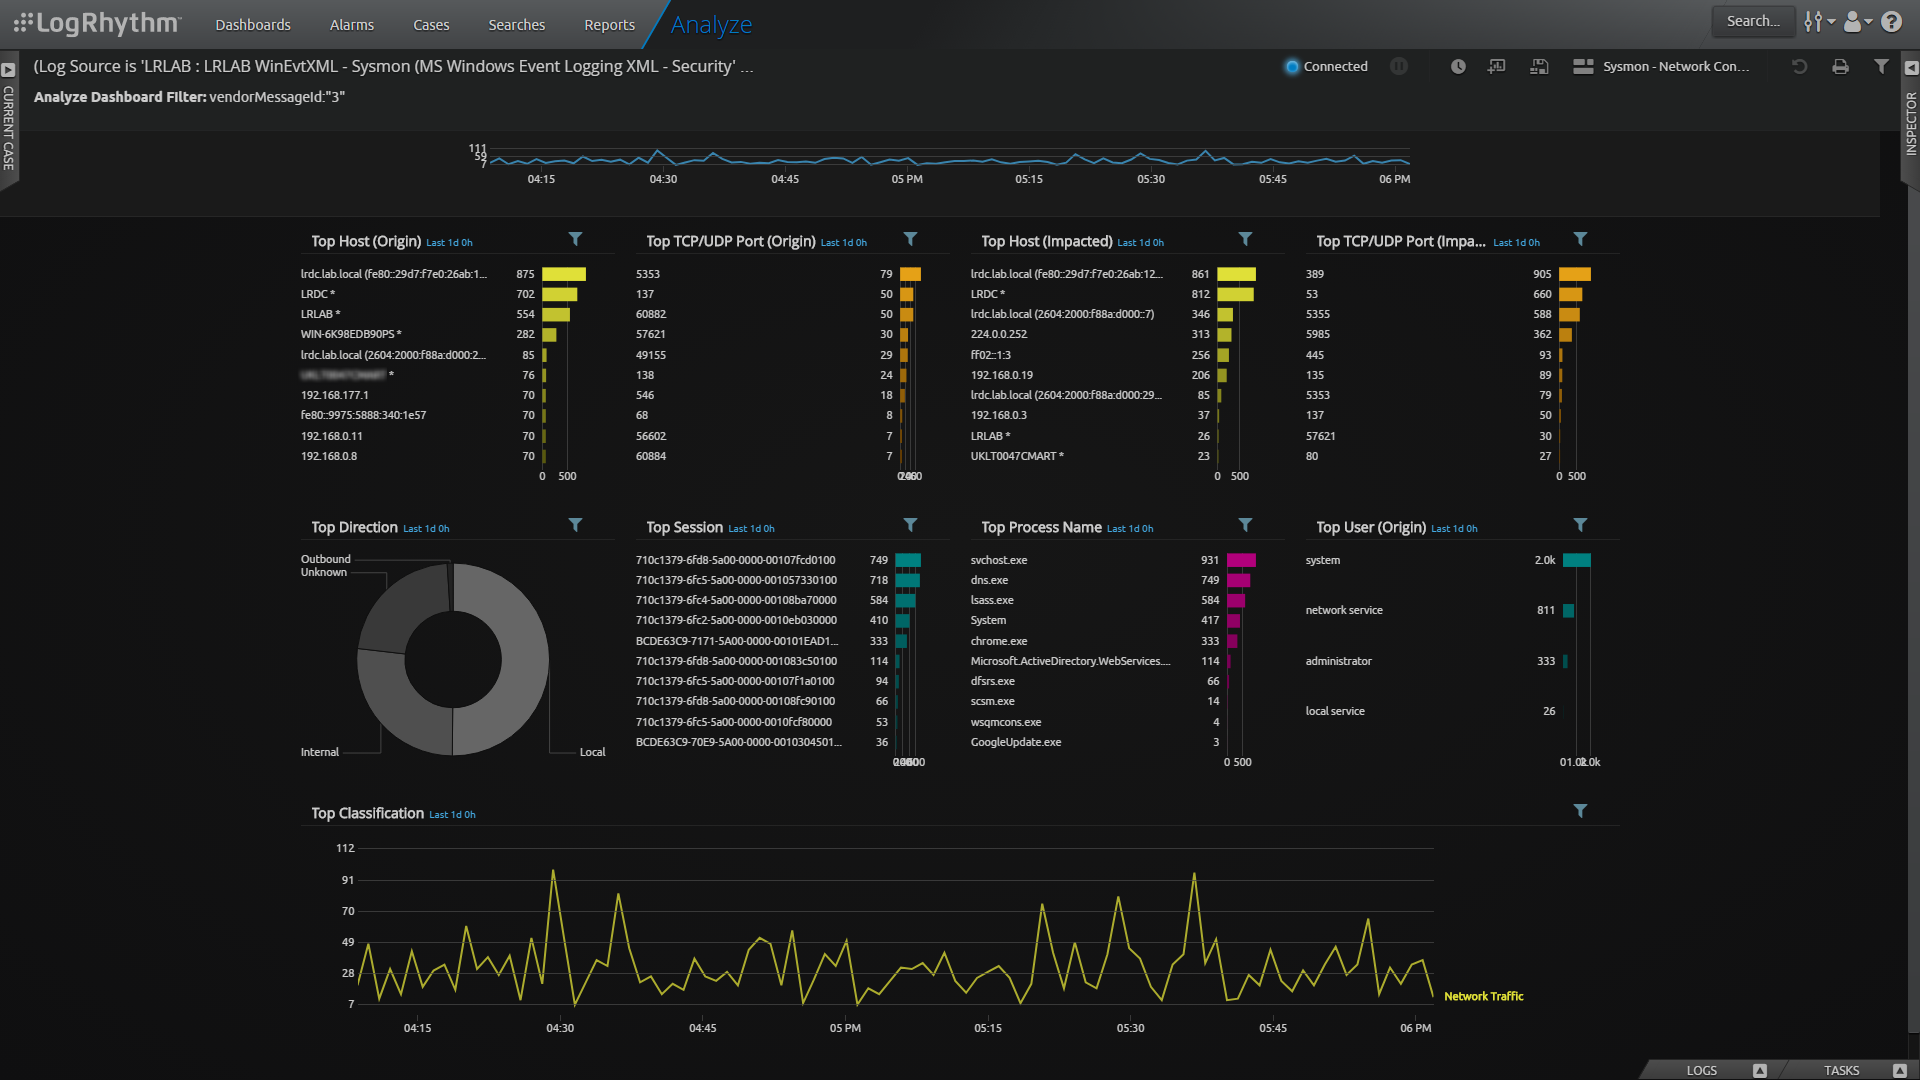 LogRhythm
Dashboards
Alarms
Cases
Searches
Reports
Analyze
Search...
(Log Source is 'LRLAB : LRLAB WinEvtXML - Sysmon (MS Windows Event Logging XML - Security' ...
Connected
Sysmon - Network Con...
Analyze Dashboard Filter: vendorMessageId:"3"
CURRENT CASE
INSPECTOR
111
59
7
04:15 04:30 04:45 05 PM 05:15 05:30 05:45 06 PM
Top Host (Origin) Last 1d 0h
lrdc.lab.local (fe80::29d7:f7e0:26ab:1... 875
LRDC * 702
LRLAB * 554
WIN-6K98EDB90PS * 282
lrdc.lab.local (2604:2000:f88a:d000:2... 85
* 76
192.168.177.1 70
fe80::9975:5888:340:1e57 70
192.168.0.11 70
192.168.0.8 70
0 500
Top TCP/UDP Port (Origin) Last 1d 0h
5353 79
137 50
60882 50
57621 30
49155 29
138 24
546 18
68 8
56602 7
60884 7
Top Host (Impacted) Last 1d 0h
lrdc.lab.local (fe80::29d7:f7e0:26ab:12... 861
LRDC * 812
lrdc.lab.local (2604:2000:f88a:d000::7) 346
224.0.0.252 313
ff02::1:3 256
192.168.0.19 206
lrdc.lab.local (2604:2000:f88a:d000:29... 85
192.168.0.3 37
LRLAB * 26
UKLT0047CMART * 23
0 500
Top TCP/UDP Port (Impa... Last 1d 0h
389 905
53 660
5355 588
5985 362
445 93
135 89
5353 79
137 50
57621 30
80 27
0 500
Top Direction Last 1d 0h
Outbound
Unknown
Internal
Local
Top Session Last 1d 0h
710c1379-6fd8-5a00-0000-00107fcd0100 749
710c1379-6fc5-5a00-0000-001057330100 718
710c1379-6fc4-5a00-0000-00108ba70000 584
710c1379-6fc2-5a00-0000-0010eb030000 410
BCDE63C9-7171-5A00-0000-00101EAD1... 333
710c1379-6fd8-5a00-0000-001083c50100 114
710c1379-6fc5-5a00-0000-00107f1a0100 94
710c1379-6fd8-5a00-0000-00108fc90100 66
710c1379-6fc5-5a00-0000-0010fcf80000 53
BCDE63C9-70E9-5A00-0000-0010304501... 36
Top Process Name Last 1d 0h
svchost.exe 931
dns.exe 749
lsass.exe 584
System 417
chrome.exe 333
Microsoft.ActiveDirectory.WebServices.... 114
dfsrs.exe 66
scsm.exe 14
wsqmcons.exe 4
GoogleUpdate.exe 3
0 500
Top User (Origin) Last 1d 0h
system 2.0k
network service 811
administrator 333
local service 26
0 1.0k 2.0k
Top Classification Last 1d 0h
112
91
70
49
28
7
Network Traffic
04:15 04:30 04:45 05 PM 05:15 05:30 05:45 06 PM
LOGS
TASKS